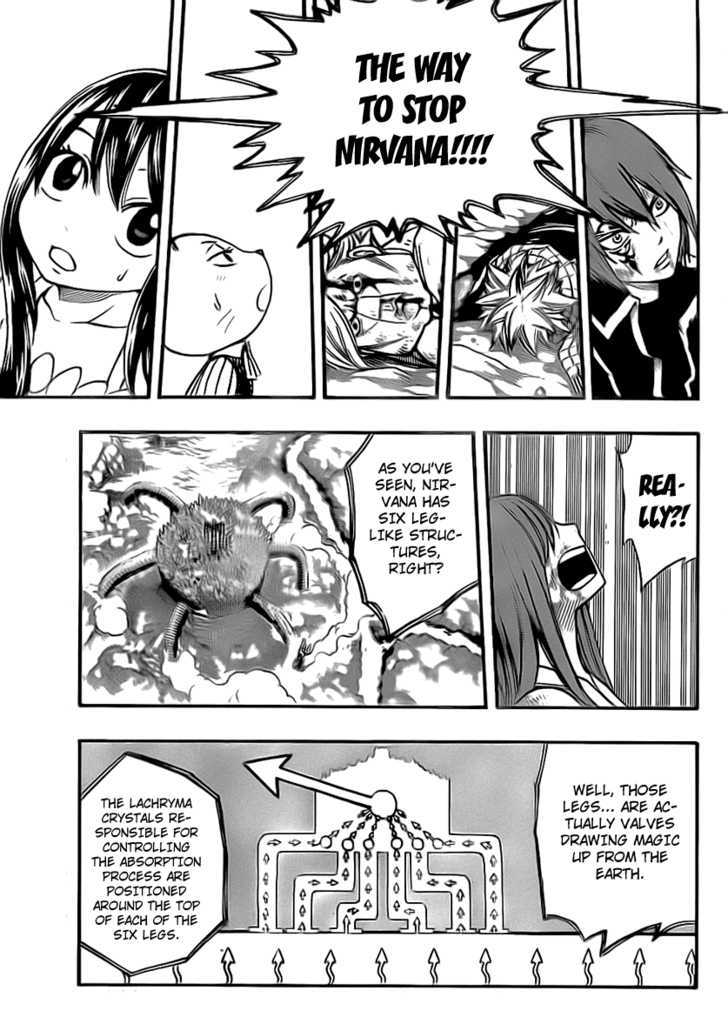 THE WAY
TO STOP
NIRVANA!!!!
REA-
LLY?!
AS YOU'VE
SEEN, NIR-
VANA HAS
SIX LEG-
LIKE STRUC-
TURES,
RIGHT?
WELL, THOSE
LEGS... ARE AC-
TUALLY VALVES
DRAWING MAGIC
UP FROM THE
EARTH.
THE LACHRYMA
CRYSTALS RE-
SPONSIBLE FOR
CONTROLLING
THE ABSORPTION
PROCESS ARE
POSITIONED
AROUND THE TOP
OF EACH OF THE
SIX LEGS.